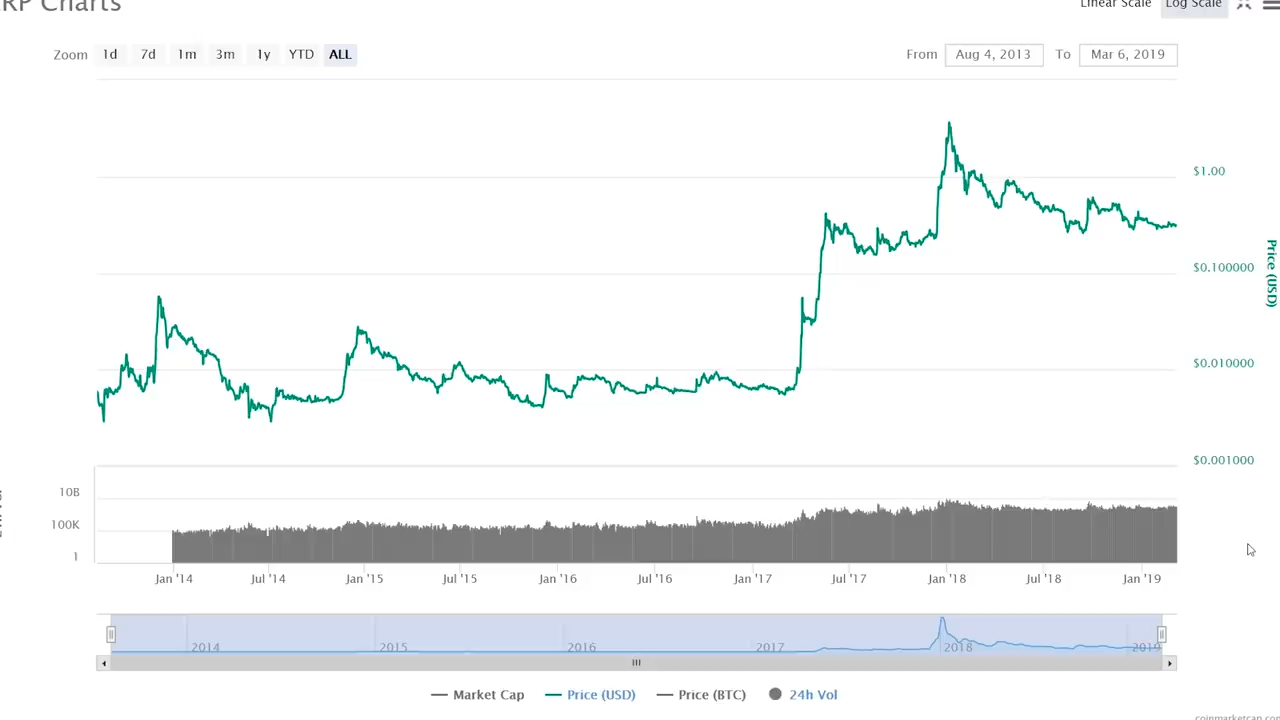 RP Charts
Linear Scale Log Scale
Zoom 1d 7d 1m 3m 1y YTD ALL From Aug 4, 2013 To Mar 6, 2019
$1.00
$0.100000
$0.010000
$0.001000
Price (USD)
10B
100K
1
Jan '14 Jul '14 Jan '15 Jul '15 Jan '16 Jul '16 Jan '17 Jul '17 Jan '18 Jul '18 Jan '19
2014 2015 2016 2017 2018 2019
Market Cap Price (USD) Price (BTC) 24h Vol
coinmarketcap.com